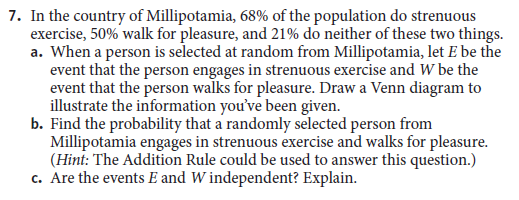 7. In the country of Millipotamia, 68% of the population do strenuous
exercise, 50% walk for pleasure, and 21% do neither of these two things.
a. When a person is selected at random from Millipotamia, let E be the
event that the person engages in strenuous exercise and W be the
event that the person walks for pleasure. Draw a Venn diagram to
illustrate the information you've been given.
b. Find the probability that a randomly selected person from
Millipotamia engages in strenuous exercise and walks for pleasure.
(Hint: The Addition Rule could be used to answer this question.)
c. Are the events E and W independent? Explain.